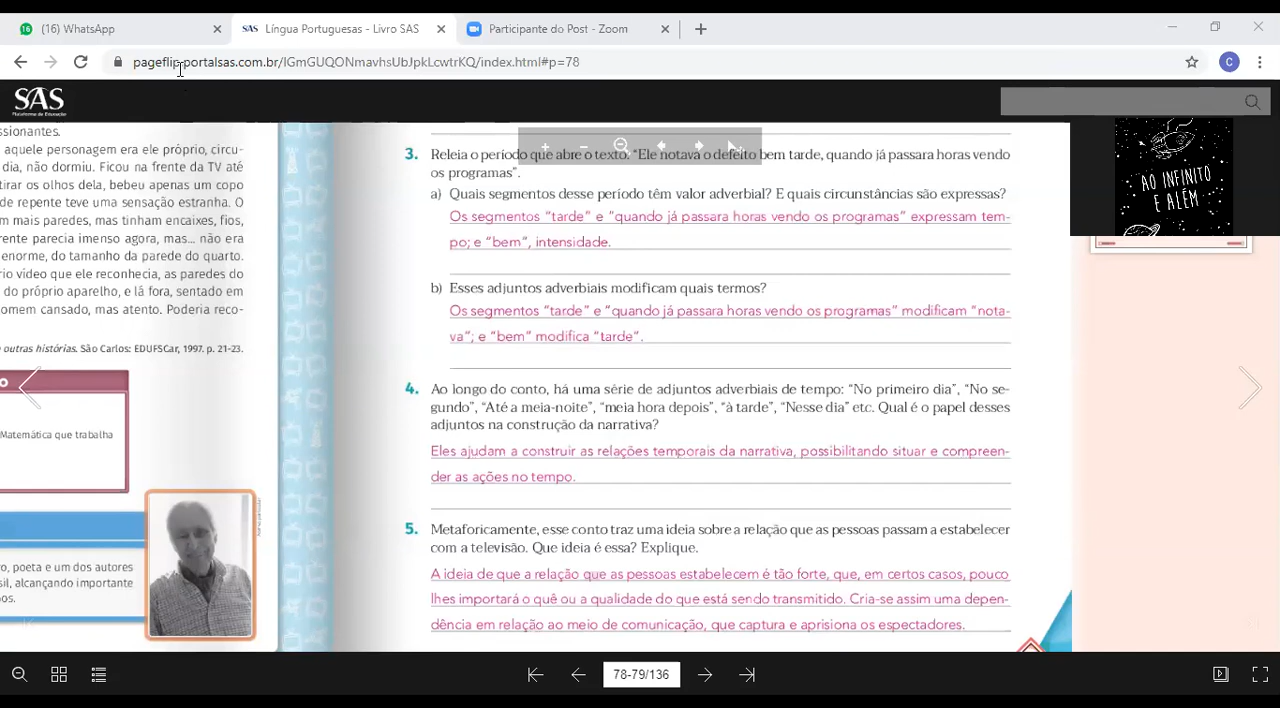 (16) WhatsApp
SAS Língua Portuguesas - Livro SAS
Participante do Post - Zoom
pageflip.portalsas.com.br/IGmGUQONmavhsUbJpkLcwtrKQ/index.html#p=78
C
SAS
Plataforma de Educação
ssionantes.
aquele personagem era ele próprio, circu-
dia, não dormiu. Ficou na frente da TV até
tirar os olhos dela, bebeu apenas um copo
de repente teve uma sensação estranha. O
m mais paredes, mas tinham encaixes, fios,
rente parecia imenso agora, mas... não era
enorme, do tamanho da parede do quarto.
rio vídeo que ele reconhecia, as paredes do
do próprio aparelho, e lá fora, sentado em
omem cansado, mas atento. Poderia reco-
outras histórias. São Carlos: EDUFSCar, 1997. p. 21-23.
o
Matemática que trabalha
ro, poeta e um dos autores
sil, alcançando importante
os.
3. Releia o período que abre o texto. “Ele notava o defeito bem tarde, quando já passara horas vendo
os programas”.
a) Quais segmentos desse período têm valor adverbial? E quais circunstâncias são expressas?
Os segmentos “tarde” e “quando já passara horas vendo os programas” expressam tem-
po; e “bem”, intensidade.
b) Esses adjuntos adverbiais modificam quais termos?
Os segmentos “tarde” e “quando já passara horas vendo os programas” modificam “nota-
va”; e “bem” modifica “tarde”.
4. Ao longo do conto, há uma série de adjuntos adverbiais de tempo: “No primeiro dia”, “No se-
gundo”, “Até a meia-noite”, “meia hora depois”, “à tarde”, “Nesse dia” etc. Qual é o papel desses
adjuntos na construção da narrativa?
Eles ajudam a construir as relações temporais da narrativa, possibilitando situar e compreen-
der as ações no tempo.
5. Metaforicamente, esse conto traz uma ideia sobre a relação que as pessoas passam a estabelecer
com a televisão. Que ideia é essa? Explique.
A ideia de que a relação que as pessoas estabelecem é tão forte, que, em certos casos, pouco
lhes importará o quê ou a qualidade do que está sendo transmitido. Cria-se assim uma depen-
dência em relação ao meio de comunicação, que captura e aprisiona os espectadores.
AO INFINITO
E ALÉM
78-79/136